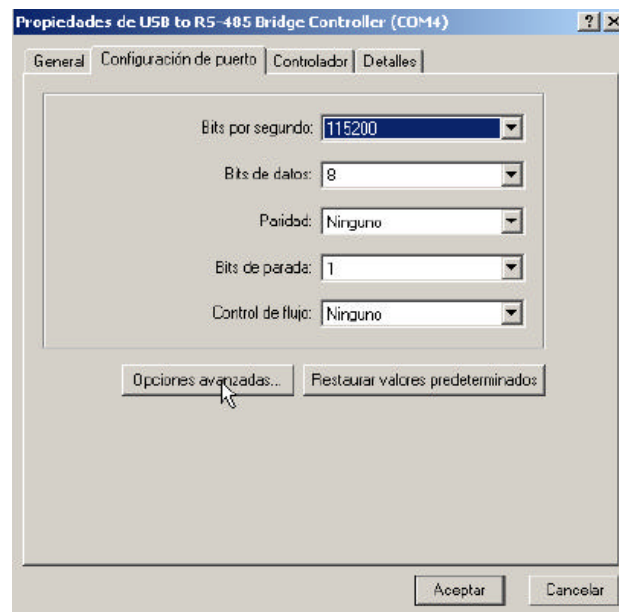 Propiedades de USB to RS-485 Bridge Controller (COM4)
General Configuración de puerto Controlador Detalles
Bits por segundo: 115200
Bits de datos: 8
Paridad: Ninguno
Bits de parada: 1
Control de flujo: Ninguno
Opciones avanzadas... Restaurar valores predeterminados
Aceptar Cancelar